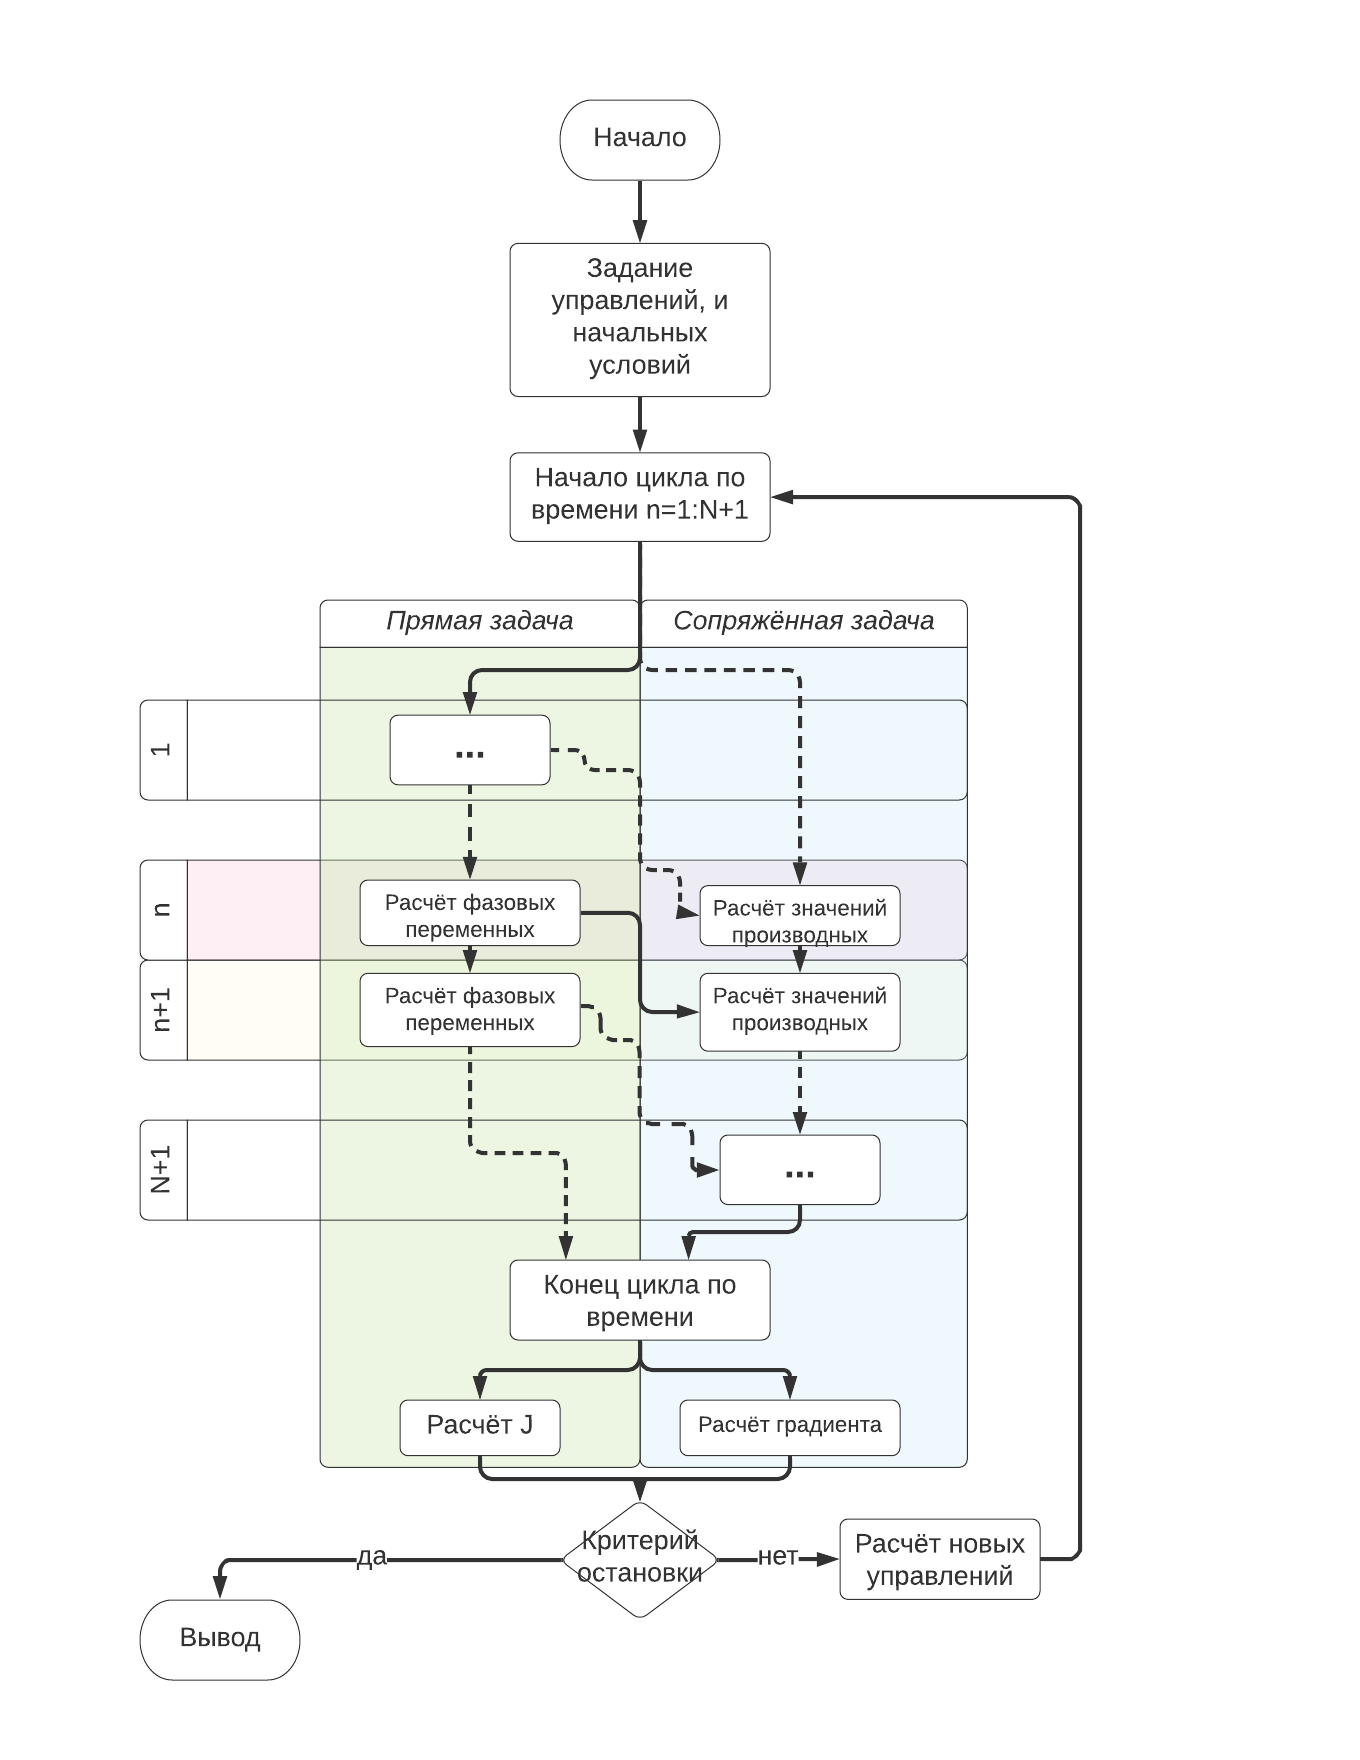 Начало
Задание
управлений, и
начальных
условий
Начало цикла по
времени n=1:N+1
Прямая задача
Сопряжённая задача
1
...
n
Расчёт фазовых
переменных
Расчёт значений
производных
n+1
Расчёт фазовых
переменных
Расчёт значений
производных
N+1
...
Конец цикла по
времени
Расчёт J
Расчёт градиента
Критерий
остановки
да
нет
Расчёт новых
управлений
Вывод